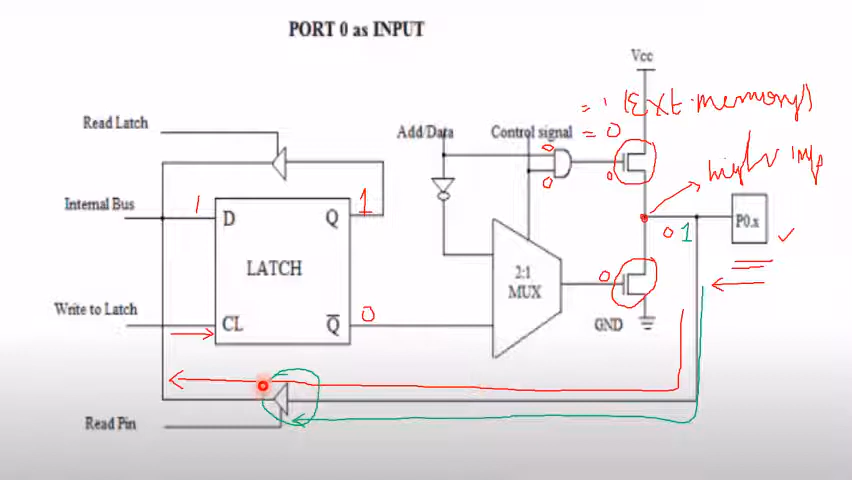 PORT 0 as INPUT
Vcc
= 1 (Ext. memory)
= 0
Read Latch
Add/Data
Control signal
0
0
0
high imp
Internal Bus
1
D
Q
1
P0.x
0 1
LATCH
2:1
MUX
0
Write to Latch
CL
Q̅
0
GND
Read Pin